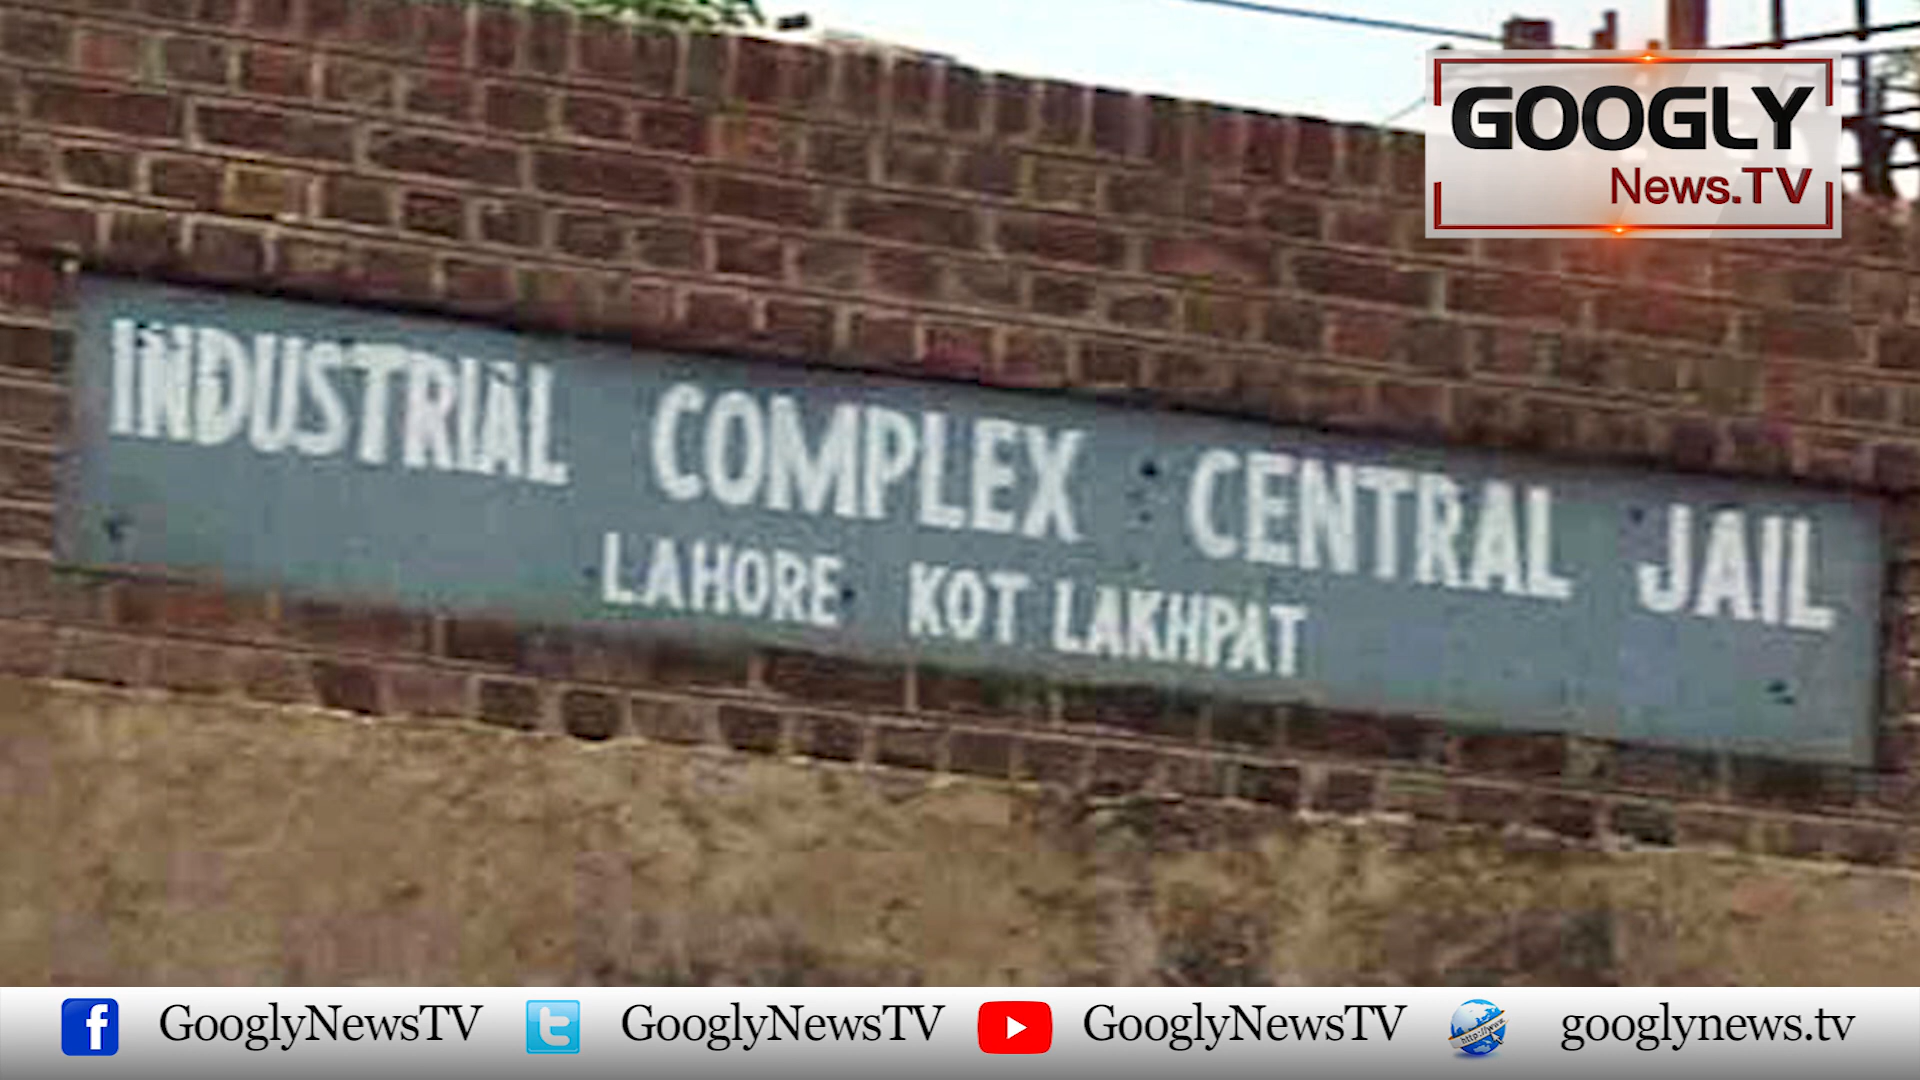 GOOGLY
News.TV
INDUSTRIAL COMPLEX CENTRAL JAIL
LAHORE KOT LAKHPAT
GooglyNewsTV GooglyNewsTV GooglyNewsTV googlynews.tv